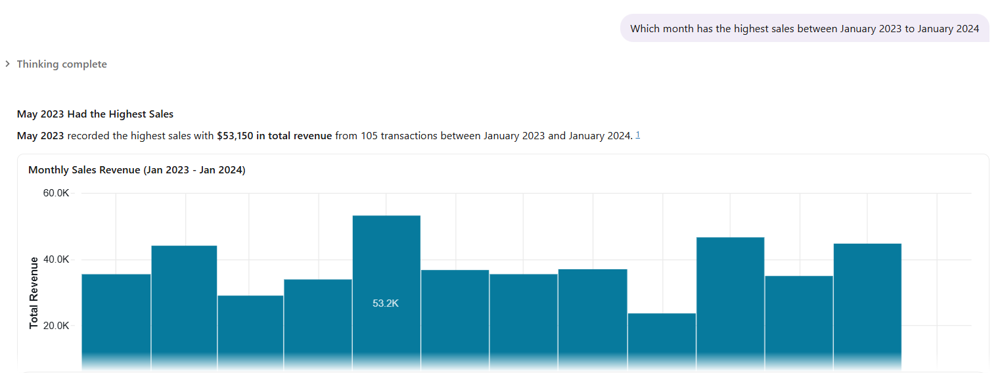 Which month has the highest sales between January 2023 to January 2024
Thinking complete
May 2023 Had the Highest Sales
May 2023 recorded the highest sales with $53,150 in total revenue from 105 transactions between January 2023 and January 2024. 1
Monthly Sales Revenue (Jan 2023 - Jan 2024)
60.0K
40.0K
Total Revenue
53.2K
20.0K